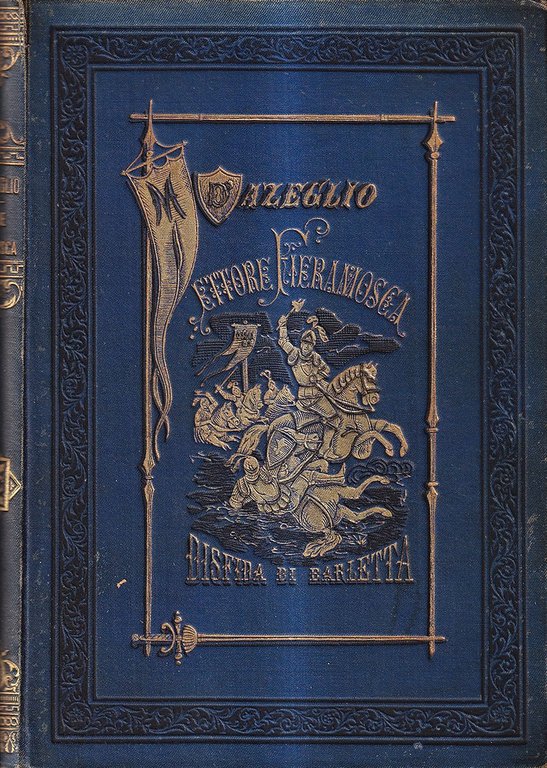 M D'AZEGLIO
ETTORE FIERAMOSCA
DISFIDA DI BARLETTA